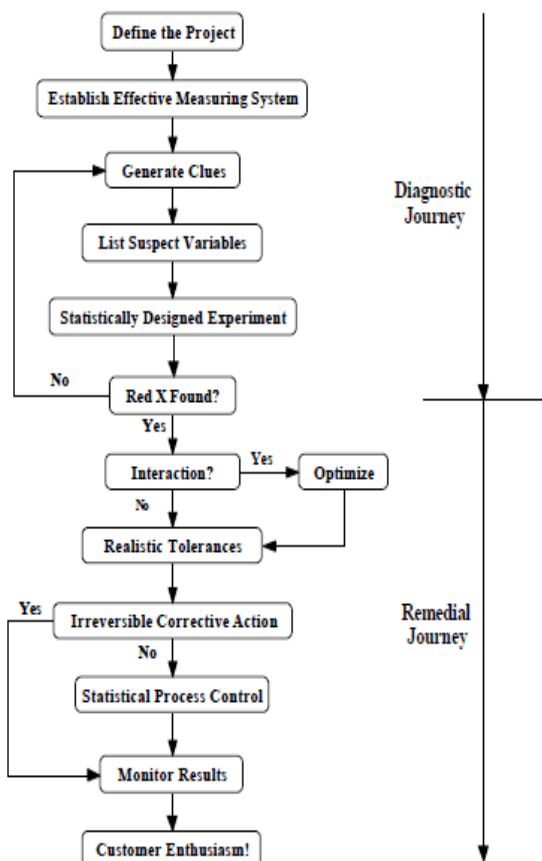 Define the Project
Establish Effective Measuring System
Generate Clues
Diagnostic
Journey
List Suspect Variables
Statistically Designed Experiment
No
Red X Found?
Yes
Interaction?
Yes
Optimize
No
Realistic Tolerances
Yes
Irreversible Corrective Action
Remedial
Journey
No
Statistical Process Control
Monitor Results
Customer Enthusiasm!